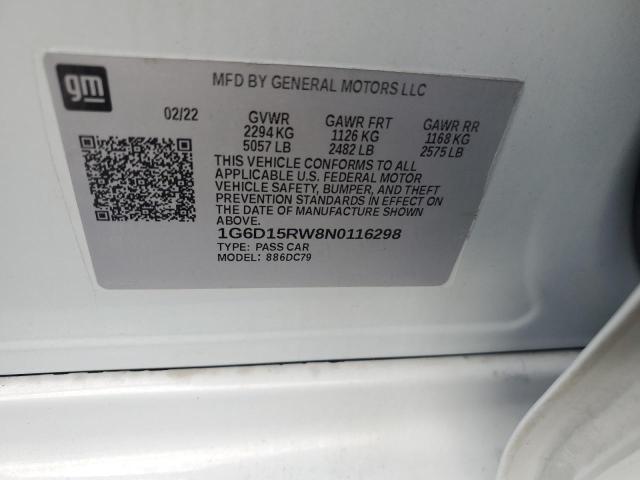 gm
MFD BY GENERAL MOTORS LLC
02/22 GVWR GAWR FRT GAWR RR
2294 KG 1126 KG 1168 KG
5057 LB 2482 LB 2575 LB
THIS VEHICLE CONFORMS TO ALL
APPLICABLE U.S. FEDERAL MOTOR
VEHICLE SAFETY, BUMPER, AND THEFT
PREVENTION STANDARDS IN EFFECT ON
THE DATE OF MANUFACTURE SHOWN
ABOVE.
1G6D15RW8N0116298
TYPE: PASS CAR
MODEL: 886DC79